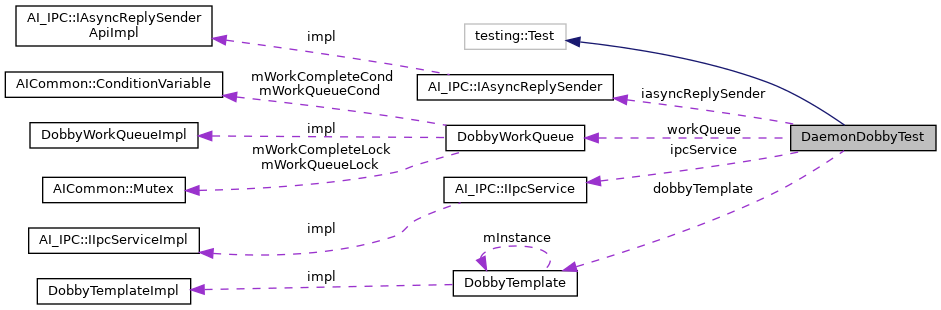 AI_IPC::IAsyncReplySender
ApiImpl
impl
testing::Test
AICommon::ConditionVariable
mWorkCompleteCond
mWorkQueueCond
AI_IPC::IAsyncReplySender
iasyncReplySender
DobbyWorkQueueImpl
impl
DobbyWorkQueue
workQueue
DaemonDobbyTest
mWorkCompleteLock
mWorkQueueLock
ipcService
AICommon::Mutex
AI_IPC::IIpcService
dobbyTemplate
AI_IPC::IIpcServiceImpl
impl
mInstance
DobbyTemplateImpl
impl
DobbyTemplate